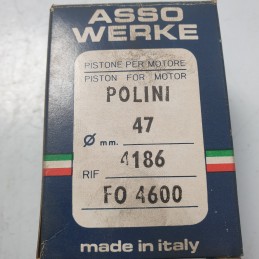 ASSO
WERKE
PISTONE PER MOTORE
PISTON FOR MOTOR
POLINI
47
Ø mm.
4186
RIF
FO 4600
made in italy